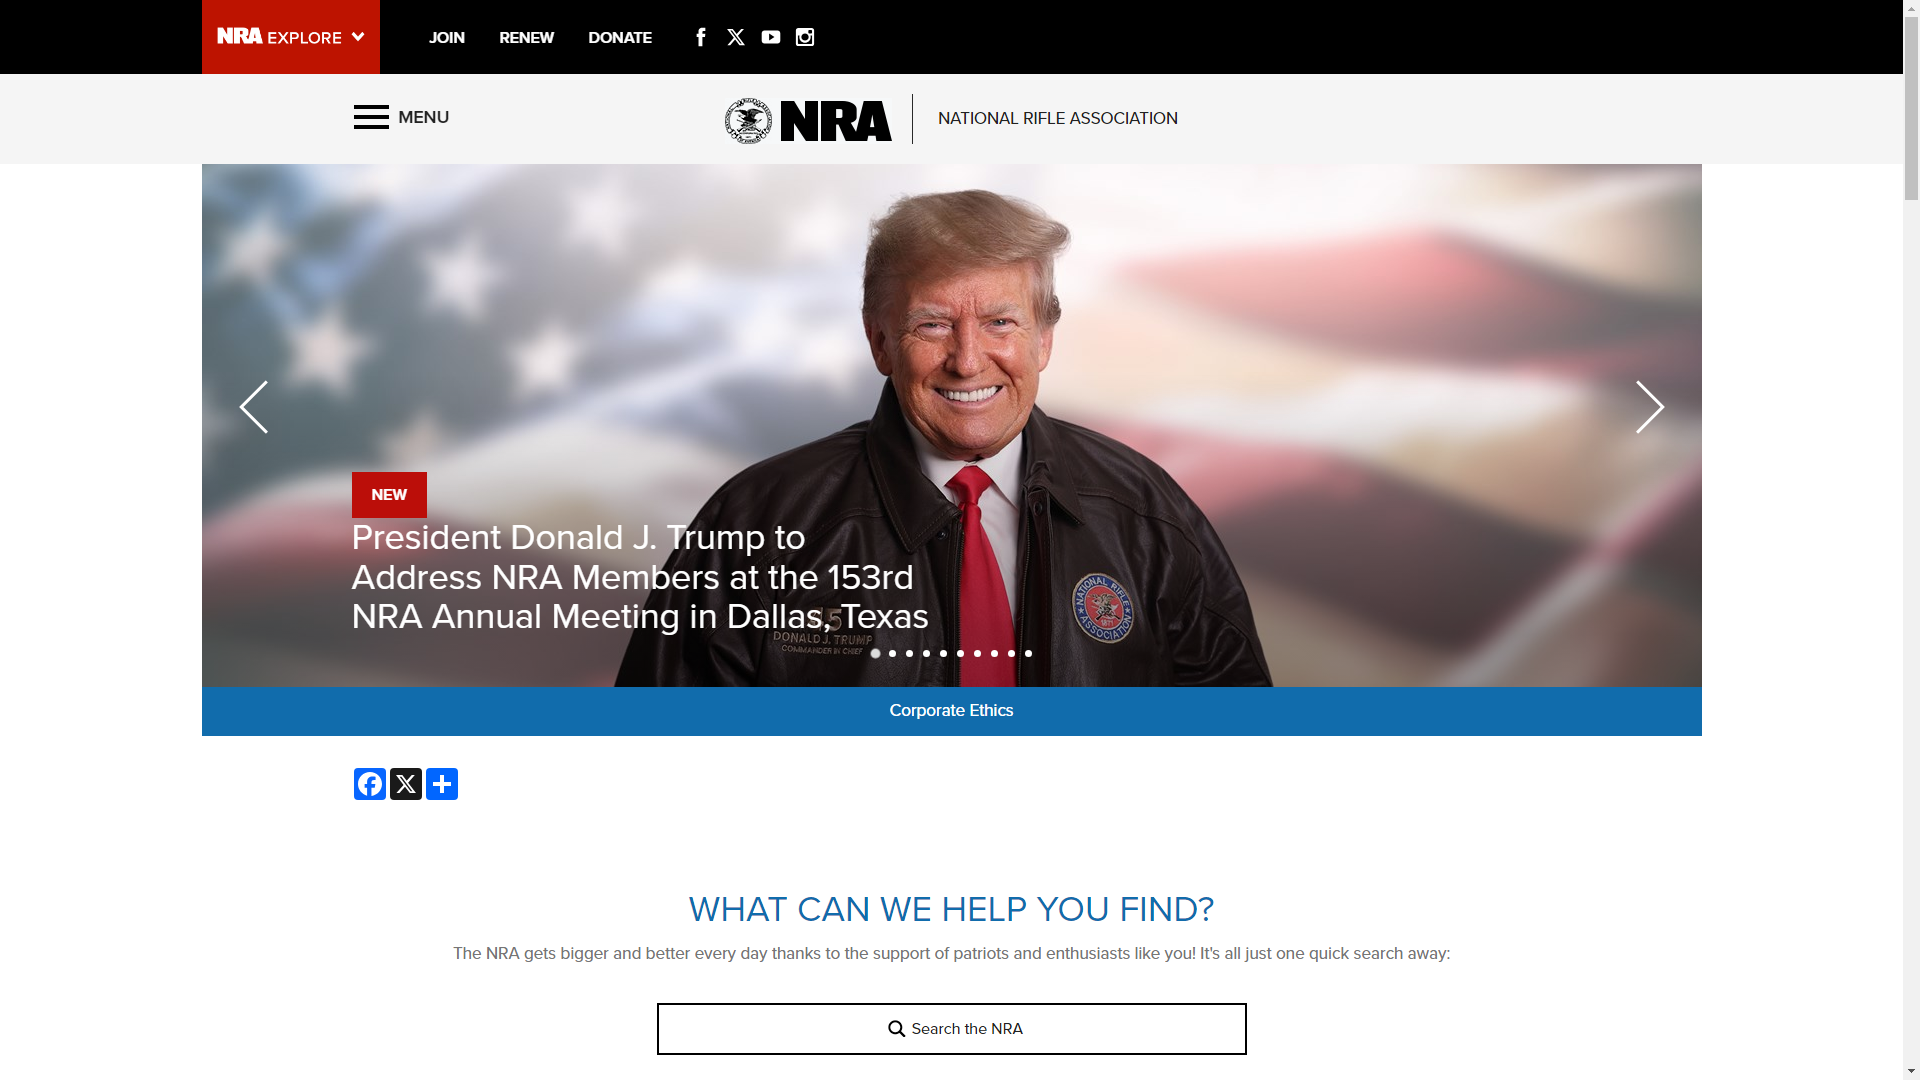 NRA EXPLORE
JOIN
RENEW
DONATE
MENU
NRA
NATIONAL RIFLE ASSOCIATION
NEW
President Donald J. Trump to
Address NRA Members at the 153rd
NRA Annual Meeting in Dallas, Texas
45
DONALD J. TRUMP
COMMANDER IN CHIEF
NATIONAL RIFLE
ASSOCIATION
1871
Corporate Ethics
WHAT CAN WE HELP YOU FIND?
The NRA gets bigger and better every day thanks to the support of patriots and enthusiasts like you! It's all just one quick search away:
Search the NRA